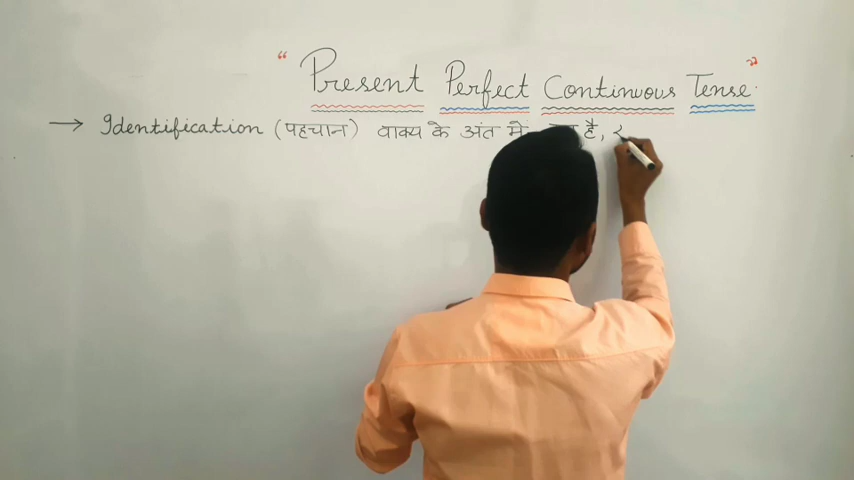 “Present Perfect Continuous Tense.”
→ Identification (पहचान) वाक्य के अंत में है,